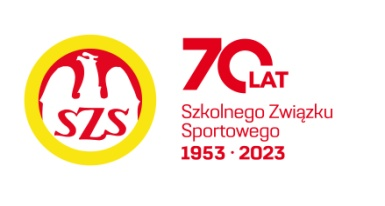 SZS
70 LAT
Szkolnego Związku
Sportowego
1953 · 2023